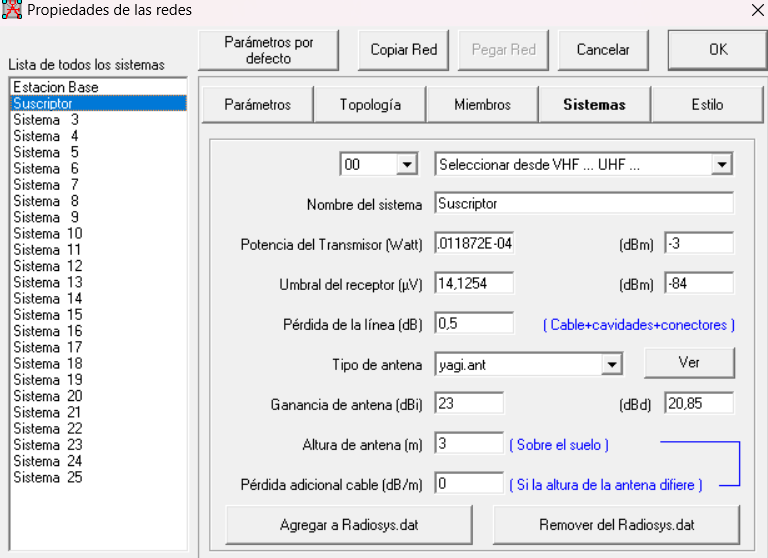 Propiedades de las redes
Parámetros por
defecto
Copiar Red
Pegar Red
Cancelar
OK
Lista de todos los sistemas
Estacion Base
Suscriptor
Sistema 3
Sistema 4
Sistema 5
Sistema 6
Sistema 7
Sistema 8
Sistema 9
Sistema 10
Sistema 11
Sistema 12
Sistema 13
Sistema 14
Sistema 15
Sistema 16
Sistema 17
Sistema 18
Sistema 19
Sistema 20
Sistema 21
Sistema 22
Sistema 23
Sistema 24
Sistema 25
Parámetros
Topología
Miembros
Sistemas
Estilo
00
Seleccionar desde VHF ... UHF ...
Nombre del sistema Suscriptor
Potencia del Transmisor (Watt) .011872E-04 (dBm) -3
Umbral del receptor (µV) 14,1254 (dBm) -84
Pérdida de la línea (dB) 0,5 ( Cable+cavidades+conectores )
Tipo de antena yagi.ant Ver
Ganancia de antena (dBi) 23 (dBd) 20,85
Altura de antena (m) 3 ( Sobre el suelo )
Pérdida adicional cable (dB/m) 0 ( Si la altura de la antena difiere )
Agregar a Radiosys.dat
Remover del Radiosys.dat